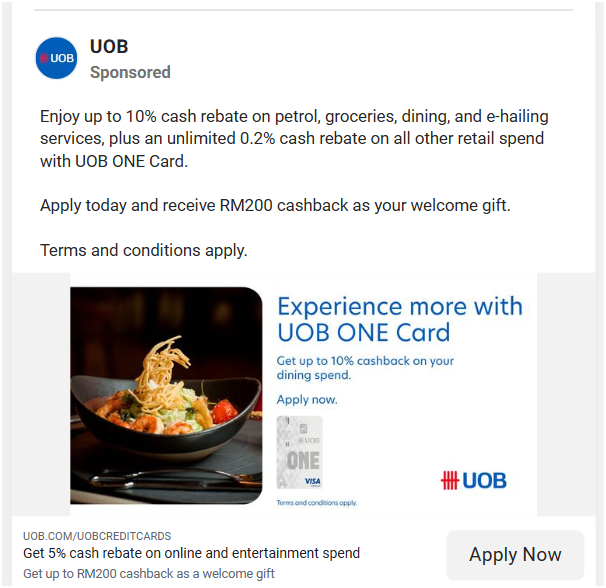 UOB
UOB
Sponsored
Enjoy up to 10% cash rebate on petrol, groceries, dining, and e-hailing
services, plus an unlimited 0.2% cash rebate on all other retail spend
with UOB ONE Card.
Apply today and receive RM200 cashback as your welcome gift.
Terms and conditions apply.
Experience more with
UOB ONE Card
Get up to 10% cashback on your
dining spend.
Apply now.
UOB
ONE
VISA
UOB
Terms and conditions apply.
UOB.COM/UOBCREDITCARDS
Get 5% cash rebate on online and entertainment spend
Get up to RM200 cashback as a welcome gift
Apply Now